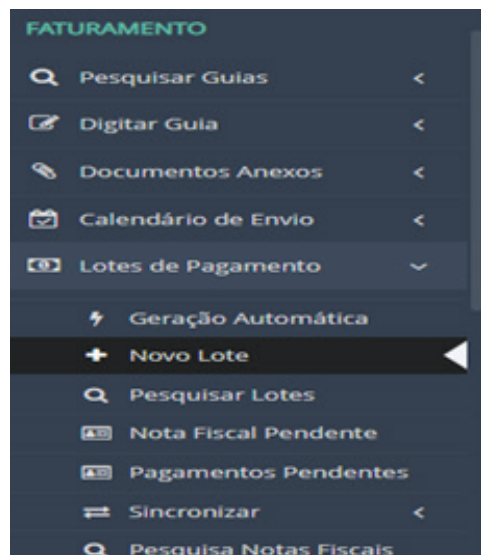 FATURAMENTO
Pesquisar Guias
Digitar Guia
Documentos Anexos
Calendário de Envio
Lotes de Pagamento
Geração Automática
Novo Lote
Pesquisar Lotes
Nota Fiscal Pendente
Pagamentos Pendentes
Sincronizar
Pesquisa Notas Fiscais